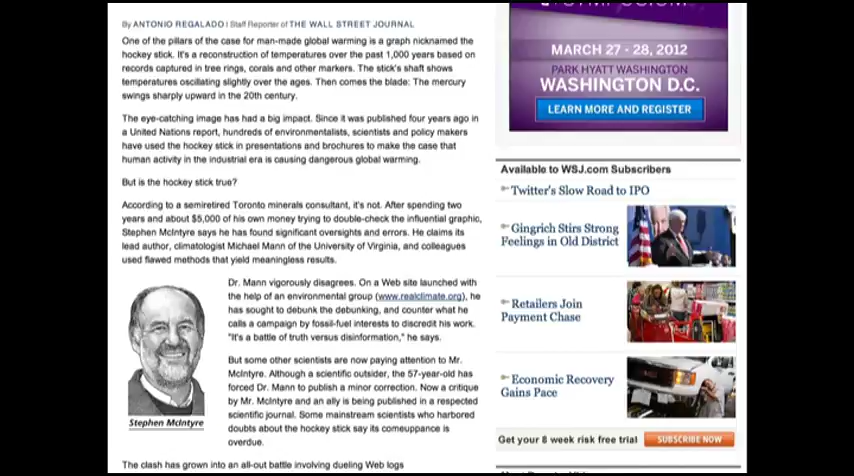 By ANTONIO REGALADO | Staff Reporter of THE WALL STREET JOURNAL
One of the pillars of the case for man-made global warming is a graph nicknamed the
hockey stick. It's a reconstruction of temperatures over the past 1,000 years based on
records captured in tree rings, corals and other markers. The stick's shaft shows
temperatures oscillating slightly over the ages. Then comes the blade: The mercury
swings sharply upward in the 20th century.
The eye-catching image has had a big impact. Since it was published four years ago in
a United Nations report, hundreds of environmentalists, scientists and policy makers
have used the hockey stick in presentations and brochures to make the case that
human activity in the industrial era is causing dangerous global warming.
But is the hockey stick true?
According to a semiretired Toronto minerals consultant, it's not. After spending two
years and about $5,000 of his own money trying to double-check the influential graphic,
Stephen McIntyre says he has found significant oversights and errors. He claims its
lead author, climatologist Michael Mann of the University of Virginia, and colleagues
used flawed methods that yield meaningless results.
Dr. Mann vigorously disagrees. On a Web site launched with
the help of an environmental group (www.realclimate.org), he
has sought to debunk the debunking, and counter what he
calls a campaign by fossil-fuel interests to discredit his work.
"It's a battle of truth versus disinformation," he says.
But some other scientists are now paying attention to Mr.
McIntyre. Although a scientific outsider, the 57-year-old has
forced Dr. Mann to publish a minor correction. Now a critique
by Mr. McIntyre and an ally is being published in a respected
scientific journal. Some mainstream scientists who harbored
doubts about the hockey stick say its comeuppance is
overdue.
Stephen McIntyre
The clash has grown into an all-out battle involving dueling Web logs
MARCH 27 - 28, 2012
PARK HYATT WASHINGTON
WASHINGTON D.C.
LEARN MORE AND REGISTER
Available to WSJ.com Subscribers
Twitter's Slow Road to IPO
Gingrich Stirs Strong
Feelings in Old District
Retailers Join
Payment Chase
Economic Recovery
Gains Pace
Get your 8 week risk free trial
SUBSCRIBE NOW